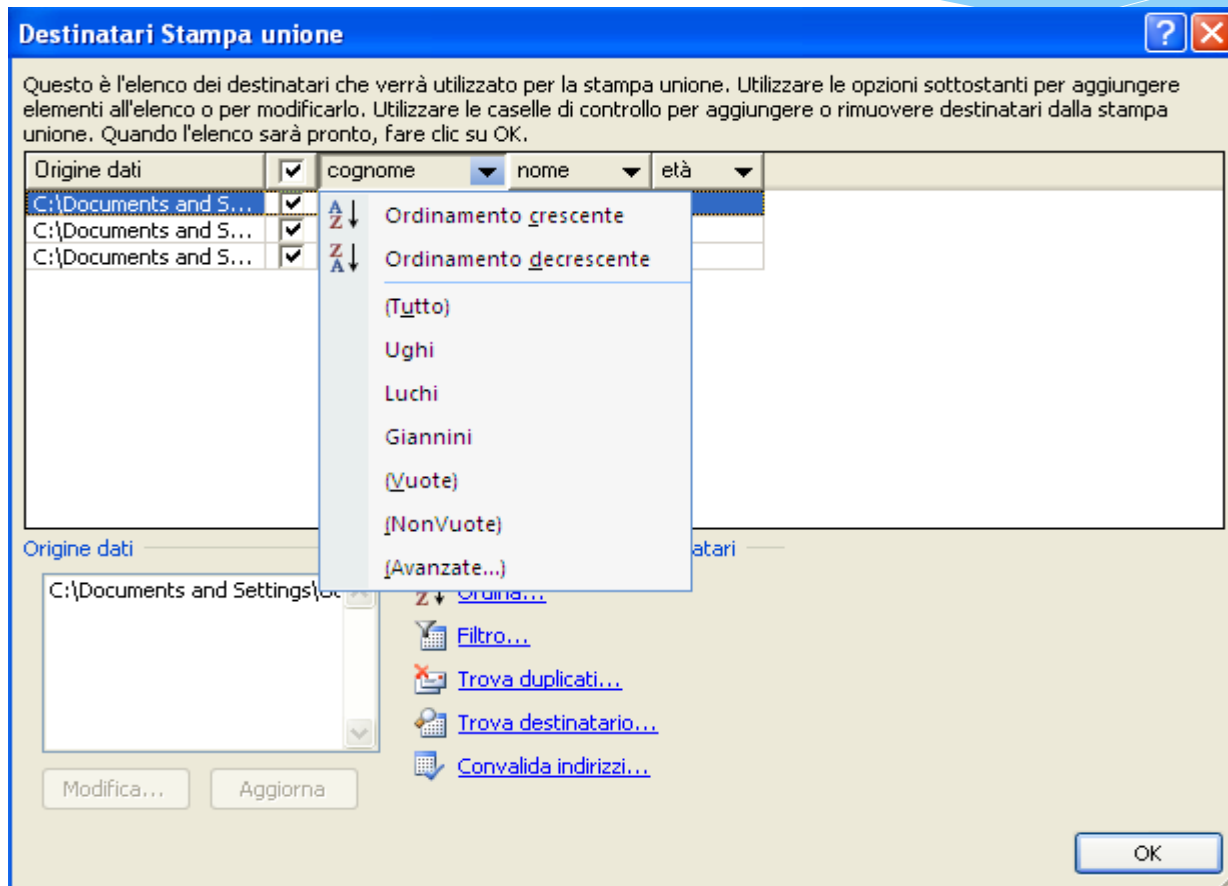 Destinatari Stampa unione
Questo è l'elenco dei destinatari che verrà utilizzato per la stampa unione. Utilizzare le opzioni sottostanti per aggiungere
elementi all'elenco o per modificarlo. Utilizzare le caselle di controllo per aggiungere o rimuovere destinatari dalla stampa
unione. Quando l'elenco sarà pronto, fare clic su OK.
Origine dati cognome nome età
C:\Documents and S...
C:\Documents and S...
C:\Documents and S...
Ordinamento crescente
Ordinamento decrescente
(Tutto)
Ughi
Luchi
Giannini
(Vuote)
(NonVuote)
(Avanzate...)
Origine dati
C:\Documents and Settings\
Ordina...
Filtro...
Trova duplicati...
Trova destinatario...
Convalida indirizzi...
Modifica... Aggiorna
OK